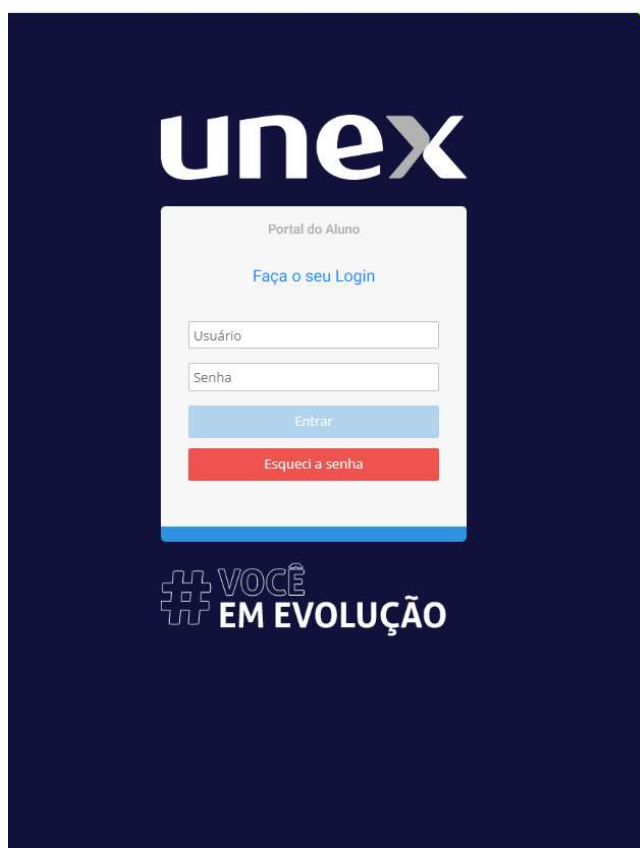 unex
Portal do Aluno
Faça o seu Login
Usuário
Senha
Entrar
Esqueci a senha
#VOCÊ
EM EVOLUÇÃO